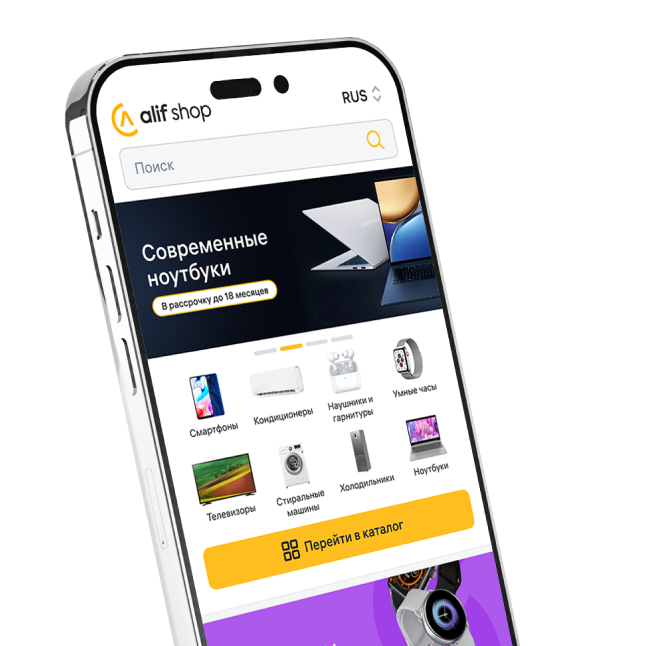 alif shop
RUS
Поиск
Современные
ноутбуки
В рассрочку до 18 месяцев
Смартфоны
Кондиционеры
Наушники и
гарнитуры
Умные часы
Телевизоры
Стиральные
машины
Холодильники
Ноутбуки
Перейти в каталог